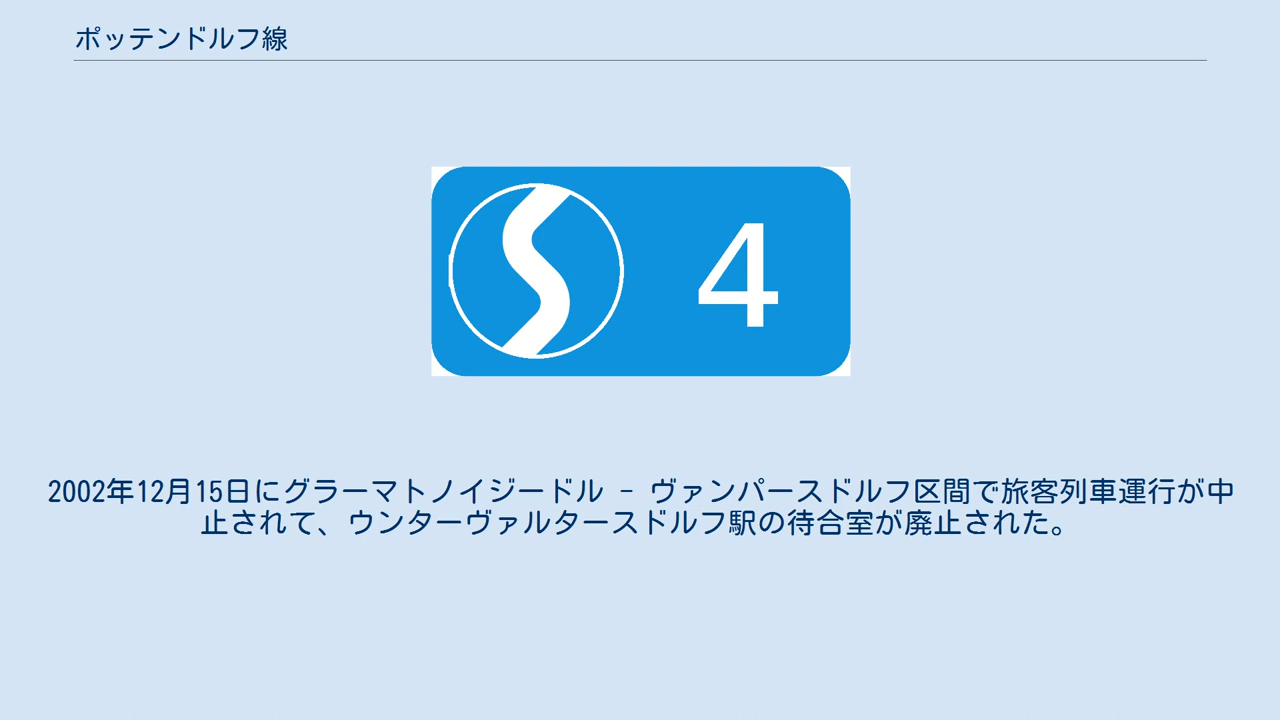 ポッテンドルフ線
S 4
2002年12月15日にグラーマトノイジードル - ヴァンパースドルフ区間で旅客列車運行が中
止されて、ウンターヴァルタースドルフ駅の待合室が廃止された。